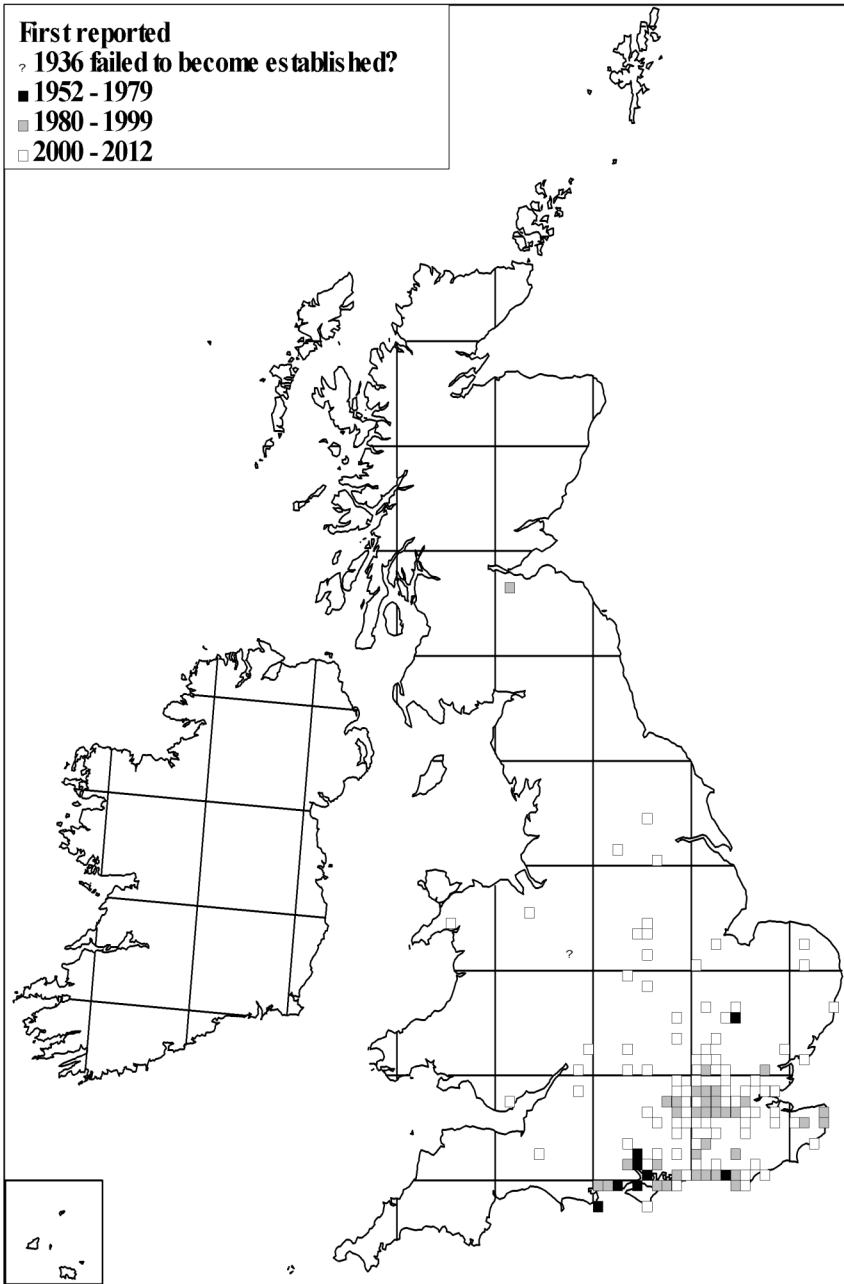 First reported
? 1936 failed to become established?
1952 - 1979
1980 - 1999
2000 - 2012
?